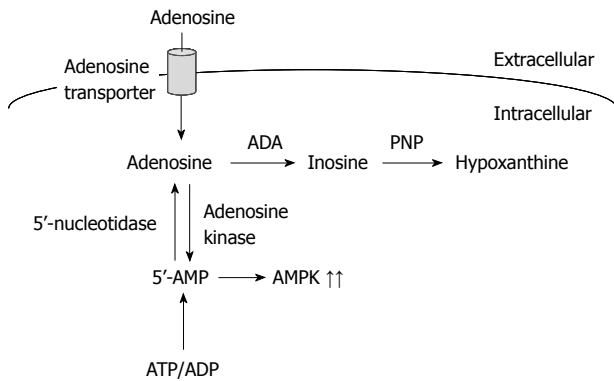 Adenosine
Extracellular
Adenosine
transporter
Intracellular
ADA
PNP
Adenosine
Inosine
Hypoxanthine
5′-nucleotidase
Adenosine
kinase
5′-AMP
AMPK ↑↑
ATP/ADP